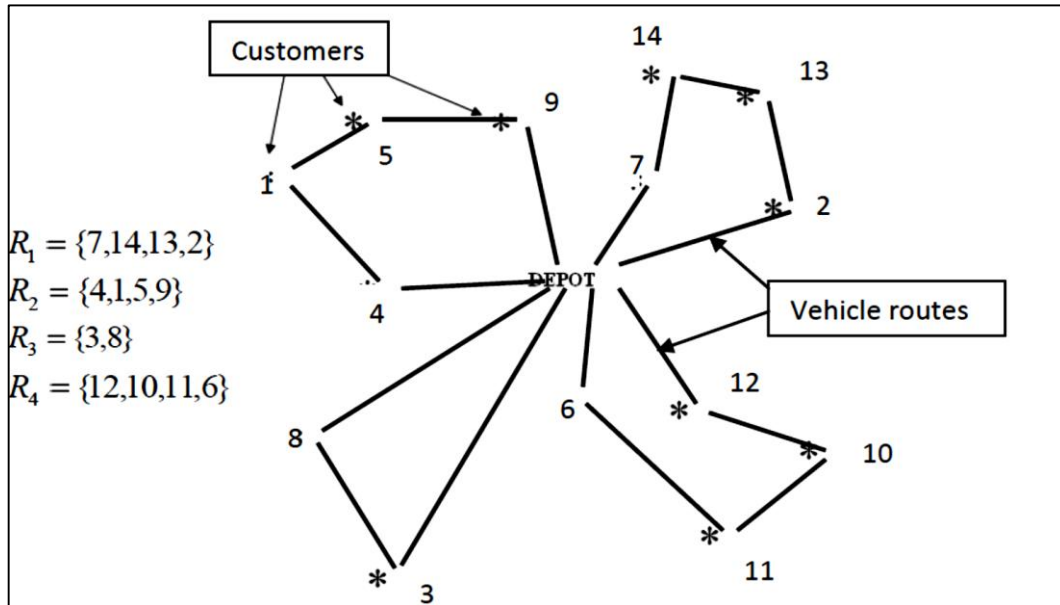 Customers
14
13
9
5
7
1
2
R₁ = {7,14,13,2}
R₂ = {4,1,5,9}
DEPOT
4
Vehicle routes
R₃ = {3,8}
R₄ = {12,10,11,6}
12
6
8
10
11
3